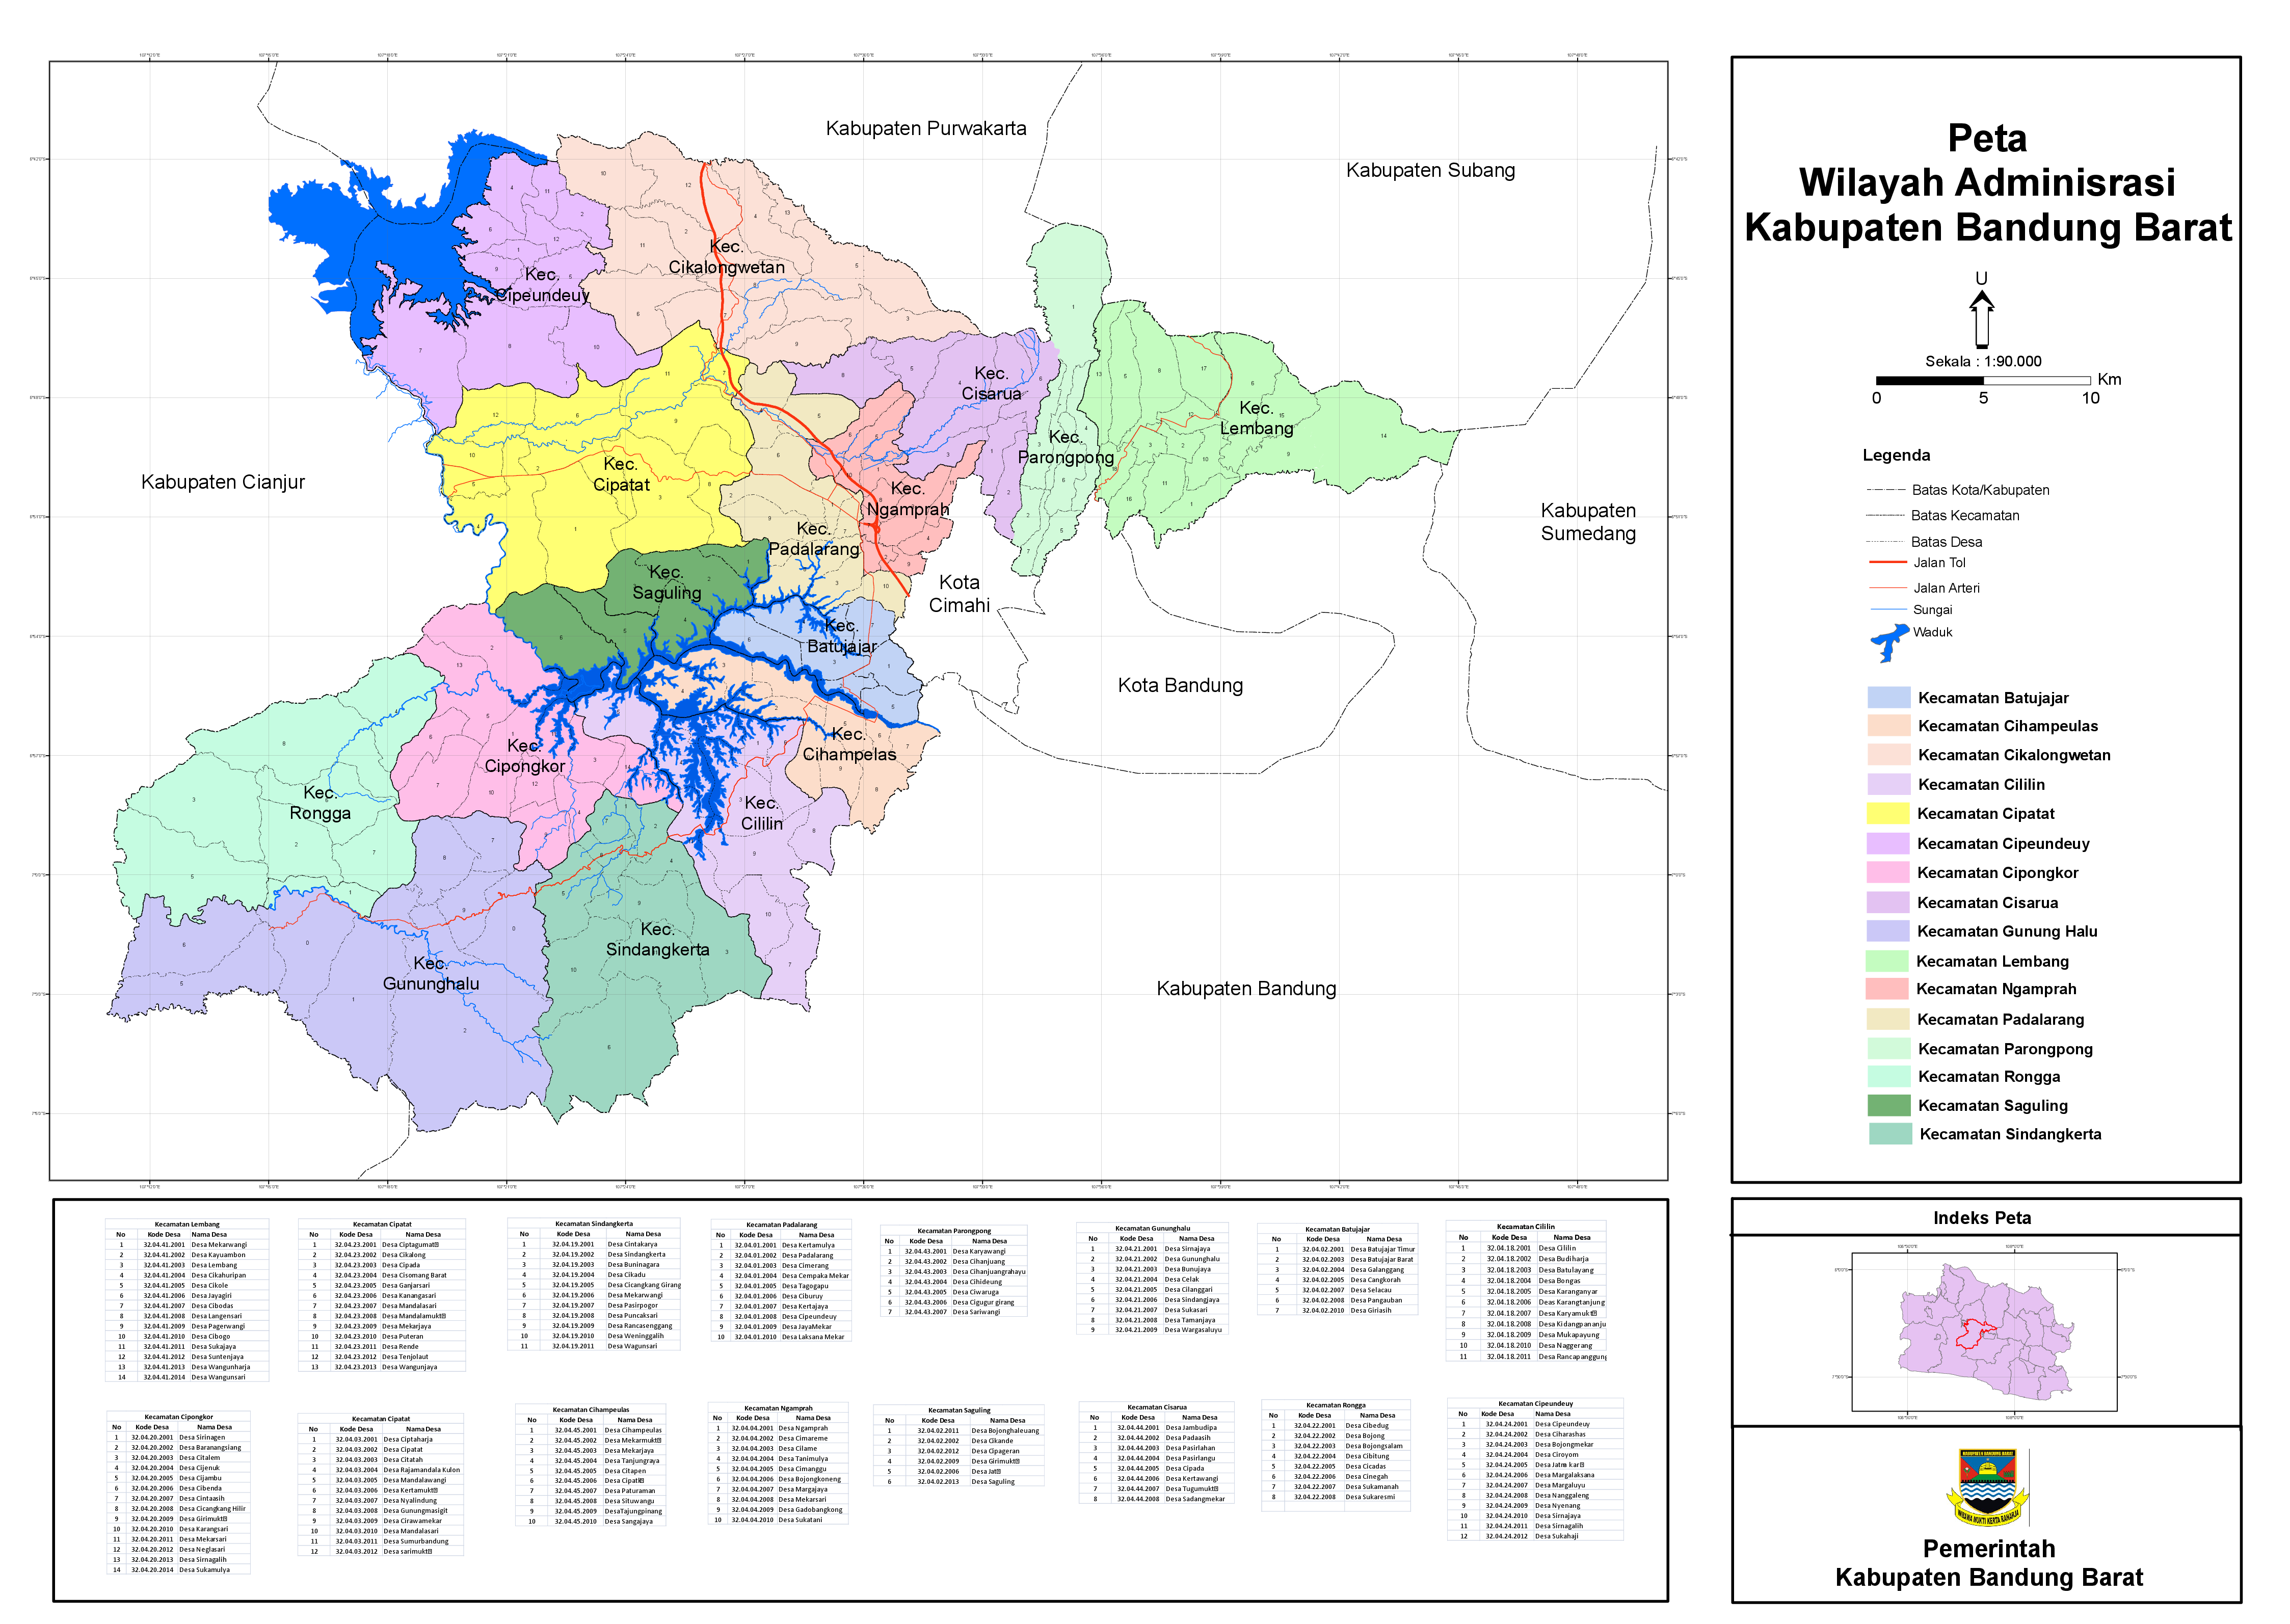 Peta
Wilayah Adminisrasi
Kabupaten Bandung Barat
U
Sekala : 1:90.000
Km
0 5 10
Legenda
Batas Kota/Kabupaten
Batas Kecamatan
Batas Desa
Jalan Tol
Jalan Arteri
Sungai
Waduk
Kecamatan Batujajar
Kecamatan Cihampeulas
Kecamatan Cikalongwetan
Kecamatan Cililin
Kecamatan Cipatat
Kecamatan Cipeundeuy
Kecamatan Cipongkor
Kecamatan Cisarua
Kecamatan Gunung Halu
Kecamatan Lembang
Kecamatan Ngamprah
Kecamatan Padalarang
Kecamatan Parongpong
Kecamatan Rongga
Kecamatan Saguling
Kecamatan Sindangkerta
Indeks Peta
WIBAWA MUKTI KERTA RAHARJA
Pemerintah
Kabupaten Bandung Barat
Kabupaten Purwakarta
Kabupaten Subang
Kabupaten Cianjur
Kabupaten
Sumedang
Kota
Cimahi
Kota Bandung
Kabupaten Bandung
Kec.
Cikalongwetan
Kec.
Cipeundeuy
Kec.
Cisarua
Kec.
Lembang
Kec.
Parongpong
Kec.
Cipatat
Kec.
Ngamprah
Kec.
Padalarang
Kec.
Saguling
Kec.
Batujajar
Kec.
Cihampelas
Kec.
Cipongkor
Kec.
Rongga
Kec.
Cililin
Kec.
Sindangkerta
Kec.
Gununghalu
Kecamatan Lembang
No Kode Desa Nama Desa
1 32.04.41.2001 Desa Mekarwangi
2 32.04.41.2002 Desa Kayuambon
3 32.04.41.2003 Desa Lembang
4 32.04.41.2004 Desa Cikahuripan
5 32.04.41.2005 Desa Cikole
6 32.04.41.2006 Desa Jayagiri
7 32.04.41.2007 Desa Cibodas
8 32.04.41.2008 Desa Langensari
9 32.04.41.2009 Desa Pagerwangi
10 32.04.41.2010 Desa Cibogo
11 32.04.41.2011 Desa Sukajaya
12 32.04.41.2012 Desa Suntenjaya
13 32.04.41.2013 Desa Wangunharja
14 32.04.41.2014 Desa Wangunsari
Kecamatan Cipatat
No Kode Desa Nama Desa
1 32.04.23.2001 Desa Ciptagumat
2 32.04.23.2002 Desa Cikalong
3 32.04.23.2003 Desa Cipada
4 32.04.23.2004 Desa Cisomang Barat
5 32.04.23.2005 Desa Ganjarsari
6 32.04.23.2006 Desa Kanangasari
7 32.04.23.2007 Desa Mandalasari
8 32.04.23.2008 Desa Mandalamukt
9 32.04.23.2009 Desa Mekarjaya
10 32.04.23.2010 Desa Puteran
11 32.04.23.2011 Desa Rende
12 32.04.23.2012 Desa Tenjolaut
13 32.04.23.2013 Desa Wangunjaya
Kecamatan Sindangkerta
No Kode Desa Nama Desa
1 32.04.19.2001 Desa Cintakarya
2 32.04.19.2002 Desa Sindangkerta
3 32.04.19.2003 Desa Buninagara
4 32.04.19.2004 Desa Cikadu
5 32.04.19.2005 Desa Cicangkang Girang
6 32.04.19.2006 Desa Mekarwangi
7 32.04.19.2007 Desa Pasirpogor
8 32.04.19.2008 Desa Puncaksari
9 32.04.19.2009 Desa Rancasenggang
10 32.04.19.2010 Desa Weninggalih
11 32.04.19.2011 Desa Wagunsari
Kecamatan Padalarang
No Kode Desa Nama Desa
1 32.04.01.2001 Desa Kertamulya
2 32.04.01.2002 Desa Padalarang
3 32.04.01.2003 Desa Cimerang
4 32.04.01.2004 Desa Cempaka Mekar
5 32.04.01.2005 Desa Tagogapu
6 32.04.01.2006 Desa Ciburuy
7 32.04.01.2007 Desa Kertajaya
8 32.04.01.2008 Desa Cipeundeuy
9 32.04.01.2009 Desa JayaMekar
10 32.04.01.2010 Desa Laksana Mekar
Kecamatan Parongpong
No Kode Desa Nama Desa
1 32.04.43.2001 Desa Karyawangi
2 32.04.43.2002 Desa Cihanjuang
3 32.04.43.2003 Desa Cihanjuangrahayu
4 32.04.43.2004 Desa Cihideung
5 32.04.43.2005 Desa Ciwaruga
6 32.04.43.2006 Desa Cigugur girang
7 32.04.43.2007 Desa Sariwangi
Kecamatan Gununghalu
No Kode Desa Nama Desa
1 32.04.21.2001 Desa Sirnajaya
2 32.04.21.2002 Desa Gununghalu
3 32.04.21.2003 Desa Bunujaya
4 32.04.21.2004 Desa Celak
5 32.04.21.2005 Desa Cilanggari
6 32.04.21.2006 Desa Sindangjaya
7 32.04.21.2007 Desa Sukasari
8 32.04.21.2008 Desa Tamanjaya
9 32.04.21.2009 Desa Wargasaluyu
Kecamatan Batujajar
No Kode Desa Nama Desa
1 32.04.02.2001 Desa Batujajar Timur
2 32.04.02.2003 Desa Batujajar Barat
3 32.04.02.2004 Desa Galanggang
4 32.04.02.2005 Desa Cangkorah
5 32.04.02.2007 Desa Selacau
6 32.04.02.2008 Desa Pangauban
7 32.04.02.2010 Desa Giriasih
Kecamatan Cililin
No Kode Desa Nama Desa
1 32.04.18.2001 Desa Cililin
2 32.04.18.2002 Desa Budiharja
3 32.04.18.2003 Desa Batulayang
4 32.04.18.2004 Desa Bongas
5 32.04.18.2005 Desa Karanganyar
6 32.04.18.2006 Deas Karangtanjung
7 32.04.18.2007 Desa Karyamukt
8 32.04.18.2008 Desa Kidangpananju
9 32.04.18.2009 Desa Mukapayung
10 32.04.18.2010 Desa Naggerang
11 32.04.18.2011 Desa Rancapanggung
Kecamatan Cipongkor
No Kode Desa Nama Desa
1 32.04.20.2001 Desa Sirinagen
2 32.04.20.2002 Desa Baranangslang
3 32.04.20.2003 Desa Citalem
4 32.04.20.2004 Desa Cijenuk
5 32.04.20.2005 Desa Cijambu
6 32.04.20.2006 Desa Cibenda
7 32.04.20.2007 Desa Cintaasih
8 32.04.20.2008 Desa Cicangkang Hilir
9 32.04.20.2009 Desa Girimukt
10 32.04.20.2010 Desa Karangsari
11 32.04.20.2011 Desa Mekarsari
12 32.04.20.2012 Desa Neglasari
13 32.04.20.2013 Desa Sirnagalih
14 32.04.20.2014 Desa Sukamulya
Kecamatan Cipatat
No Kode Desa Nama Desa
1 32.04.03.2001 Desa Ciptaharja
2 32.04.03.2002 Desa Cipatat
3 32.04.03.2003 Desa Citatah
4 32.04.03.2004 Desa Rajamandala Kulon
5 32.04.03.2005 Desa Mandalawangi
6 32.04.03.2006 Desa Kertamukt
7 32.04.03.2007 Desa Nyalindung
8 32.04.03.2008 Desa Gunungmasigit
9 32.04.03.2009 Desa Cirawamekar
10 32.04.03.2010 Desa Mandalasari
11 32.04.03.2011 Desa Sumurbandung
12 32.04.03.2012 Desa sarimukt
Kecamatan Cihampeulas
No Kode Desa Nama Desa
1 32.04.45.2001 Desa Cihampeulas
2 32.04.45.2002 Desa Mekarmukt
3 32.04.45.2003 Desa Mekarjaya
4 32.04.45.2004 Desa Tanjungraya
5 32.04.45.2005 Desa Citapen
6 32.04.45.2006 Desa Cipat
7 32.04.45.2007 Desa Paturaman
8 32.04.45.2008 Desa Situwangu
9 32.04.45.2009 DesaTajungpinang
10 32.04.45.2010 Desa Sangajaya
Kecamatan Ngamprah
No Kode Desa Nama Desa
1 32.04.04.2001 Desa Ngamprah
2 32.04.04.2002 Desa Cimareme
3 32.04.04.2003 Desa Cilame
4 32.04.04.2004 Desa Tanimulya
5 32.04.04.2005 Desa Cimanggu
6 32.04.04.2006 Desa Bojongkoneng
7 32.04.04.2007 Desa Margajaya
8 32.04.04.2008 Desa Mekarsari
9 32.04.04.2009 Desa Gadobangkong
10 32.04.04.2010 Desa Sukatani
Kecamatan Saguling
No Kode Desa Nama Desa
1 32.04.02.2011 Desa Bojonghaleuang
2 32.04.02.2002 Desa Cikande
3 32.04.02.2012 Desa Cipageran
4 32.04.02.2009 Desa Girimukt
5 32.04.02.2006 Desa Jat
6 32.04.02.2013 Desa Saguling
Kecamatan Cisarua
No Kode Desa Nama Desa
1 32.04.44.2001 Desa Jambudipa
2 32.04.44.2002 Desa Padaasih
3 32.04.44.2003 Desa Pasirlahan
4 32.04.44.2004 Desa Pasirlangu
5 32.04.44.2005 Desa Cipada
6 32.04.44.2006 Desa Kertawangi
7 32.04.44.2007 Desa Tugumukt
8 32.04.44.2008 Desa Sadangmekar
Kecamatan Rongga
No Kode Desa Nama Desa
1 32.04.22.2001 Desa Cibedug
2 32.04.22.2002 Desa Bojong
3 32.04.22.2003 Desa Bojongsalam
4 32.04.22.2004 Desa Cibitung
5 32.04.22.2005 Desa Cicadas
6 32.04.22.2006 Desa Cinegah
7 32.04.22.2007 Desa Sukamanah
8 32.04.22.2008 Desa Sukaresmi
Kecamatan Cipeundeuy
No Kode Desa Nama Desa
1 32.04.24.2001 Desa Cipeundeuy
2 32.04.24.2002 Desa Ciharashas
3 32.04.24.2003 Desa Bojongmekar
4 32.04.24.2004 Desa Ciroyom
5 32.04.24.2005 Desa
6 32.04.24.2006 Desa Margalaksana
7 32.04.24.2007 Desa Margaluyu
8 32.04.24.2008 Desa Nanggaleng
9 32.04.24.2009 Desa Nyenang
10 32.04.24.2010 Desa Sirnajaya
11 32.04.24.2011 Desa Sirnagalih
12 32.04.24.2012 Desa Sukahaji